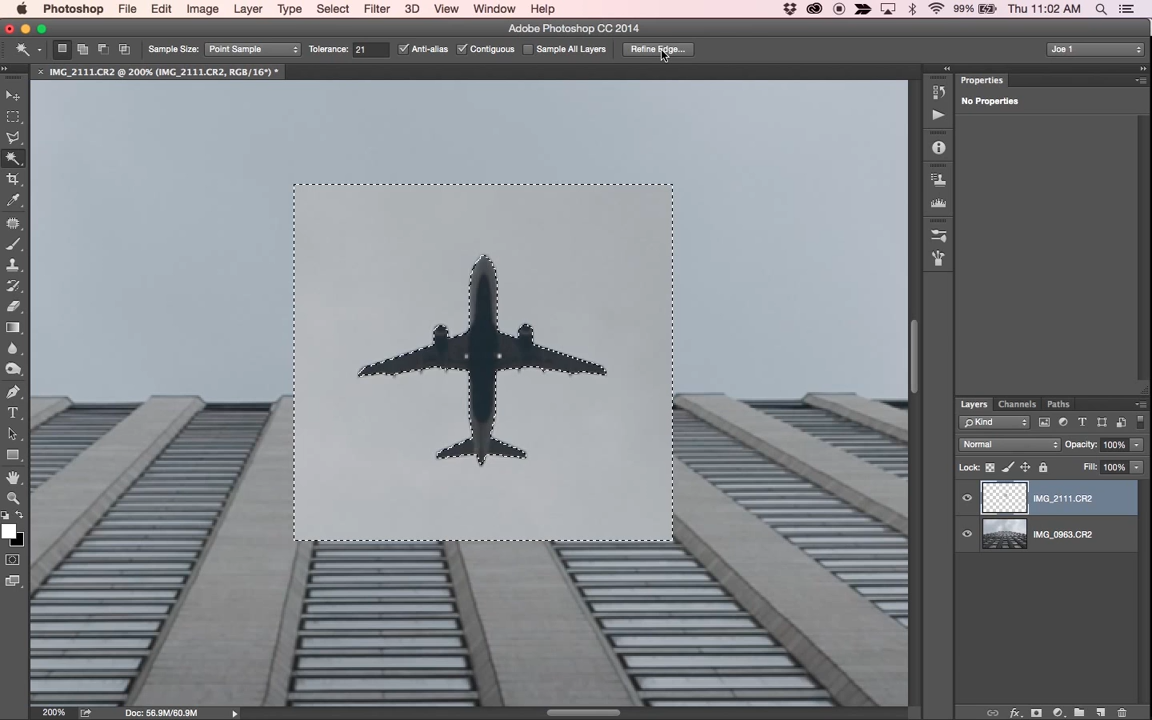 Photoshop File Edit Image Layer Type Select Filter 3D View Window Help 99% Thu 11:02 AM
Adobe Photoshop CC 2014
Sample Size: Point Sample Tolerance: 21 Anti-alias Contiguous Sample All Layers Refine Edge... Joe 1
× IMG_2111.CR2 @ 200% (IMG_2111.CR2, RGB/16*) *
Properties
No Properties
Layers Channels Paths
Kind
Normal Opacity: 100%
Lock: Fill: 100%
IMG_2111.CR2
IMG_0963.CR2
200% Doc: 56.9M/60.9M